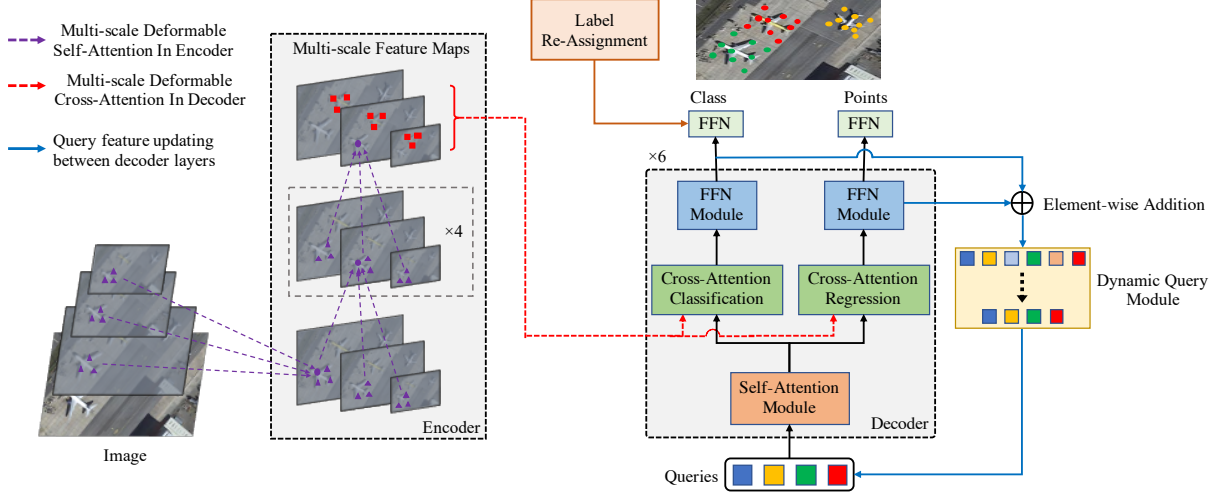 Multi-scale Deformable
Self-Attention In Encoder
Multi-scale Deformable
Cross-Attention In Decoder
Query feature updating
between decoder layers
Image
Multi-scale Feature Maps
×4
Encoder
Label
Re-Assignment
Class
Points
FFN
FFN
×6
FFN
Module
FFN
Module
Element-wise Addition
Cross-Attention
Classification
Cross-Attention
Regression
Dynamic Query
Module
Self-Attention
Module
Decoder
Queries